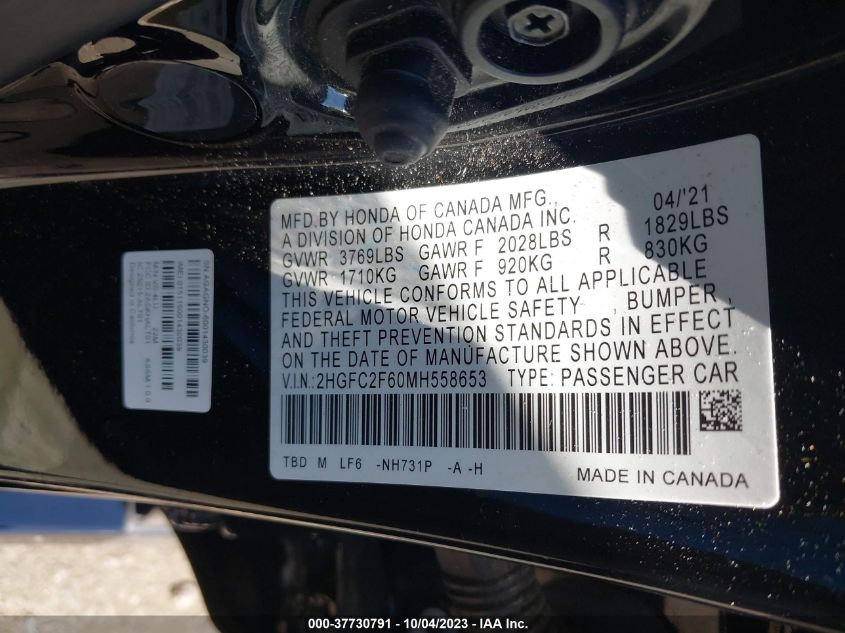 MFD.BY HONDA OF CANADA MFG., 04/'21
A DIVISION OF HONDA CANADA INC.
GVWR 3769LBS GAWR F 2028LBS R 1829LBS
GVWR 1710KG GAWR F 920KG R 830KG
THIS VEHICLE CONFORMS TO ALL APPLICABLE
FEDERAL MOTOR VEHICLE SAFETY , BUMPER ,
AND THEFT PREVENTION STANDARDS IN EFFECT
ON THE DATE OF MANUFACTURE SHOWN ABOVE.
V.I.N.: 2HGFC2F60MH558653 TYPE: PASSENGER CAR
TBD M LF6 -NH731P -A -H
MADE IN CANADA
Designed in California
000-37730791 - 10/04/2023 - IAA Inc.